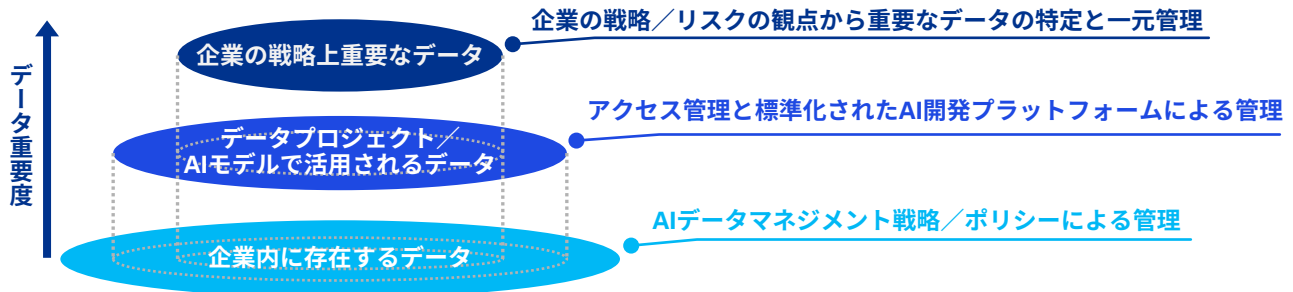 企業の戦略／リスクの観点から重要なデータの特定と一元管理
企業の戦略上重要なデータ
データ重要度
アクセス管理と標準化されたAI開発プラットフォームによる管理
データプロジェクト／
AIモデルで活用されるデータ
AIデータマネジメント戦略／ポリシーによる管理
企業内に存在するデータ